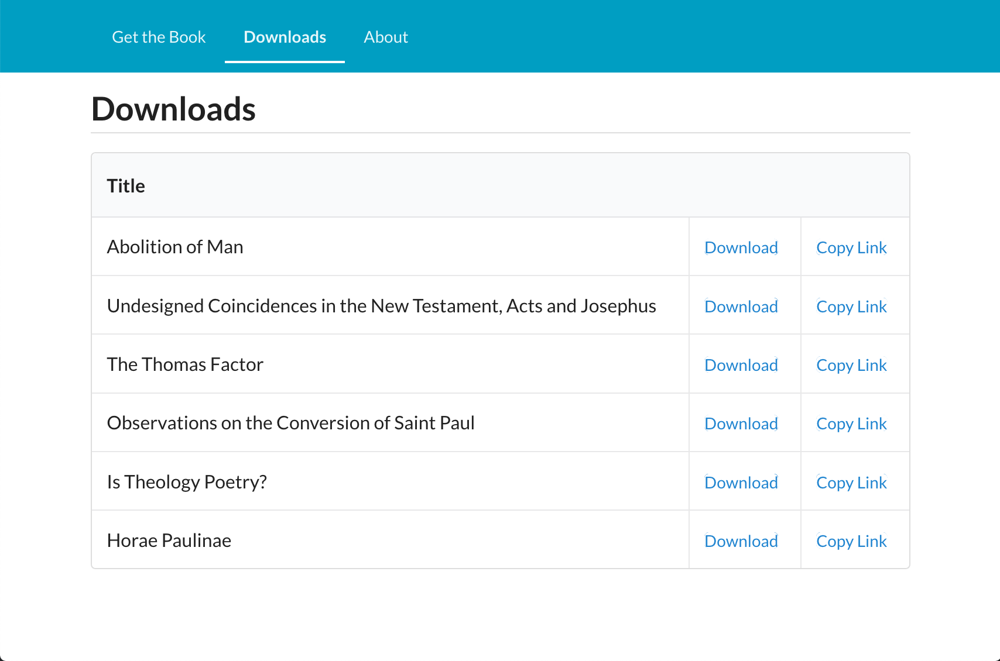 Get the Book Downloads About
Downloads
Title
Abolition of Man Download Copy Link
Undesigned Coincidences in the New Testament, Acts and Josephus Download Copy Link
The Thomas Factor Download Copy Link
Observations on the Conversion of Saint Paul Download Copy Link
Is Theology Poetry? Download Copy Link
Horae Paulinae Download Copy Link